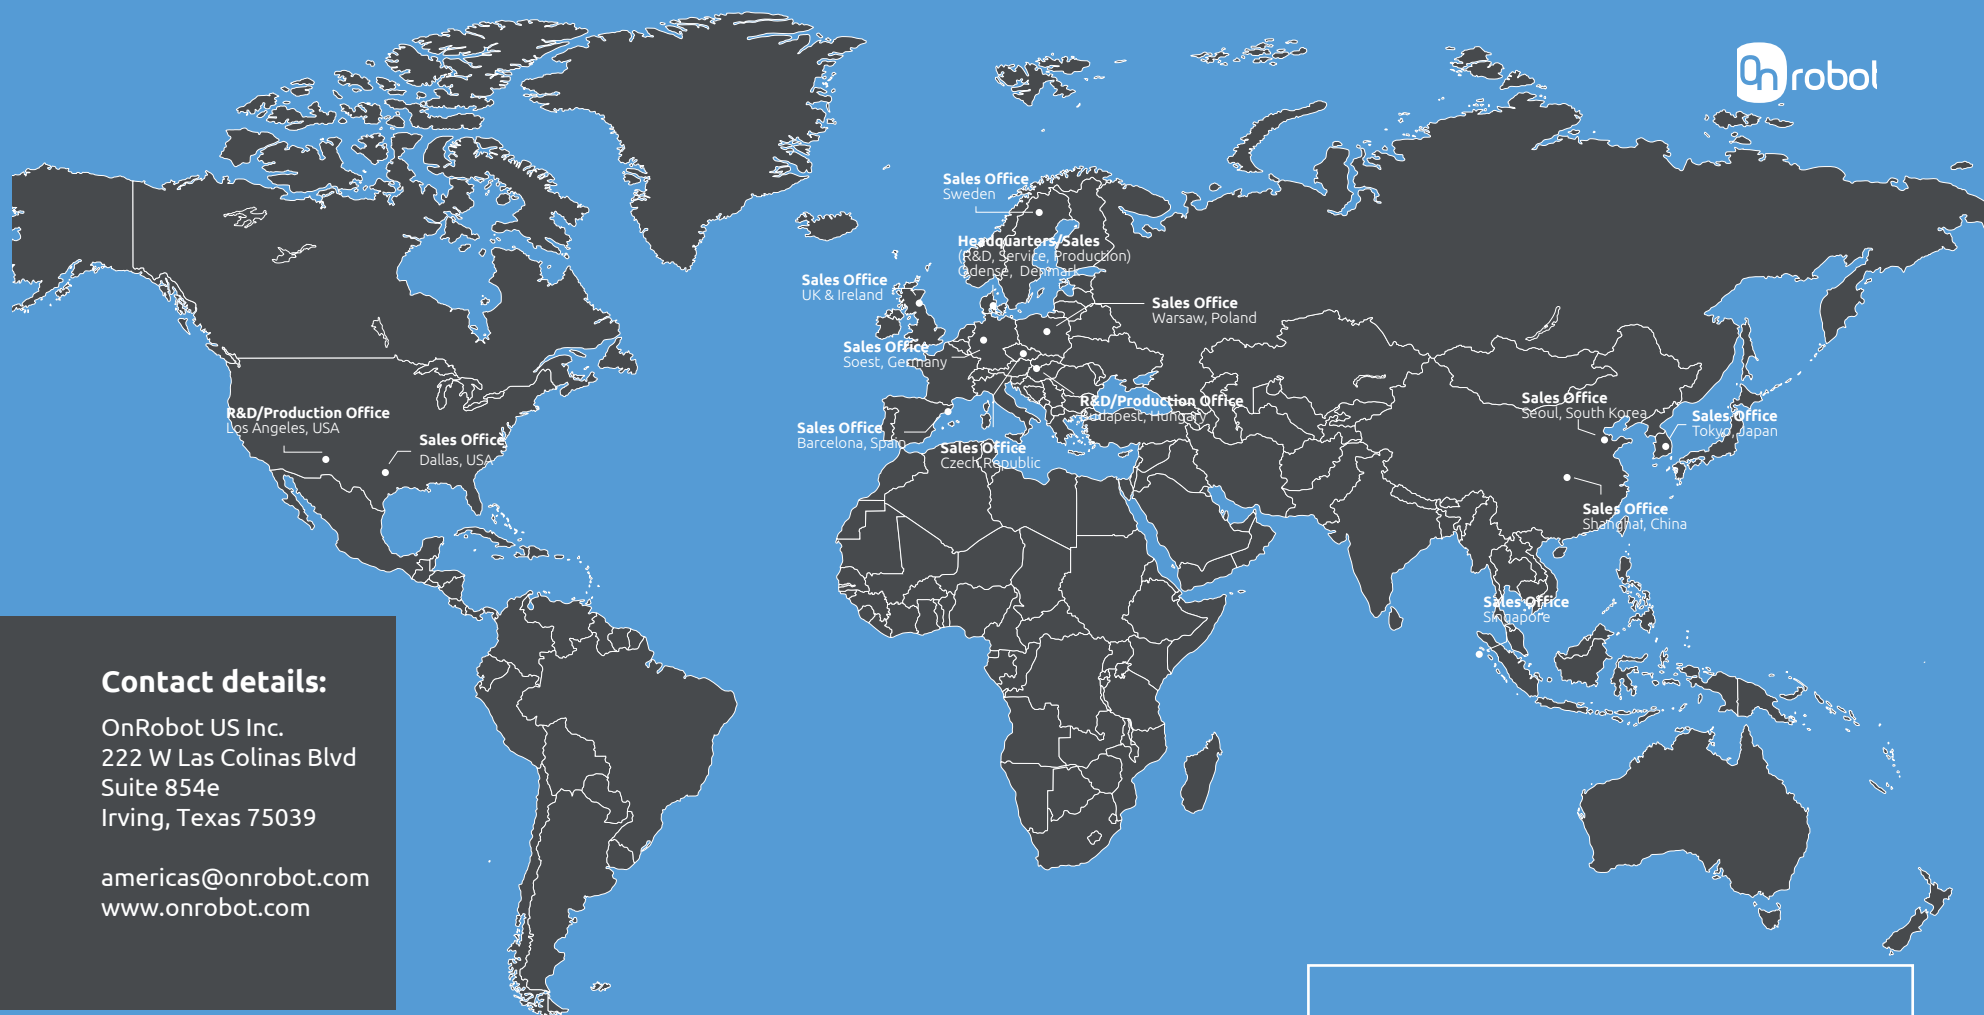 On robot
Sales Office
Sweden
Headquarters/Sales
(R&D, Service, Production)
Odense, Denmark
Sales Office
UK & Ireland
Sales Office
Warsaw, Poland
Sales Office
Soest, Germany
R&D/Production Office
Budapest, Hungary
Sales Office
Seoul, South Korea
Sales Office
Tokyo, Japan
R&D/Production Office
Los Angeles, USA
Sales Office
Dallas, USA
Sales Office
Barcelona, Spain
Sales Office
Czech Republic
Sales Office
Shanghai, China
Sales Office
Singapore
Contact details:
OnRobot US Inc.
222 W Las Colinas Blvd
Suite 854e
Irving, Texas 75039
americas@onrobot.com
www.onrobot.com